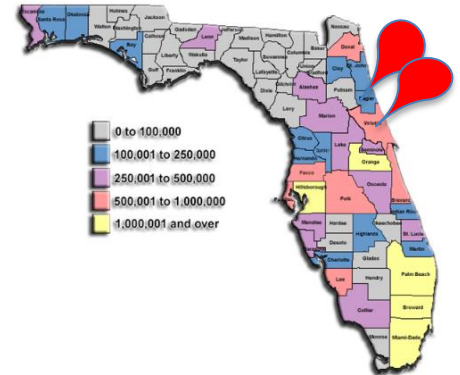 Escambia
Santa Rosa
Okaloosa
Walton
Holmes
Washington
Jackson
Bay
Calhoun
Gulf
Gadsden
Liberty
Franklin
Leon
Wakulla
Jefferson
Madison
Taylor
Hamilton
Suwannee
Lafayette
Dixie
Columbia
Baker
Union
Bradford
Gilchrist
Levy
Nassau
Duval
Clay
St. Johns
Putnam
Flagler
Alachua
Marion
Volusia
Citrus
Sumter
Hernando
Lake
Seminole
Orange
Pasco
Hillsborough
Polk
Osceola
Brevard
Indian River
Manatee
Hardee
Okeechobee
Highlands
St. Lucie
Desoto
Martin
Charlotte
Glades
Lee
Hendry
Palm Beach
Collier
Broward
Monroe
Miami-Dade
0 to 100,000
100,001 to 250,000
250,001 to 500,000
500,001 to 1,000,000
1,000,001 and over